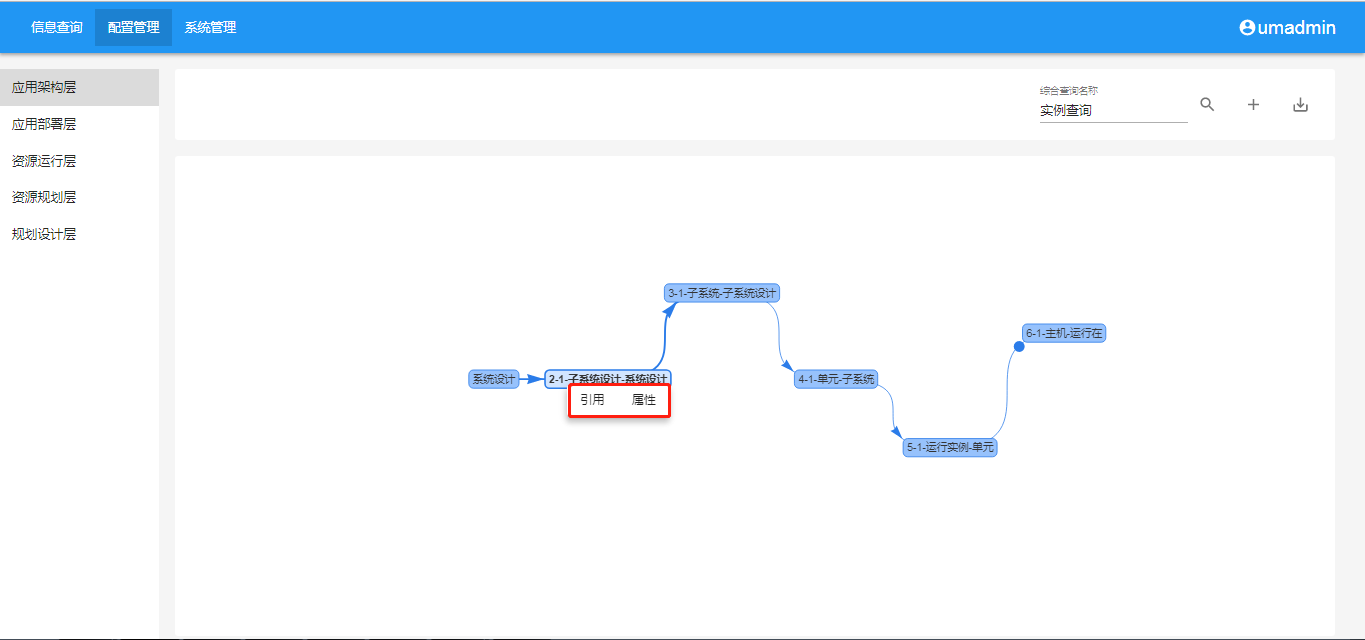 信息查询
配置管理
系统管理
umadmin
应用架构层
应用部署层
资源运行层
资源规划层
规划设计层
综合查询名称
实例查询
3-1-子系统-子系统设计
6-1-主机-运行在
系统设计
2-1-子系统设计-系统设计
4-1-单元-子系统
引用
属性
5-1-运行实例-单元